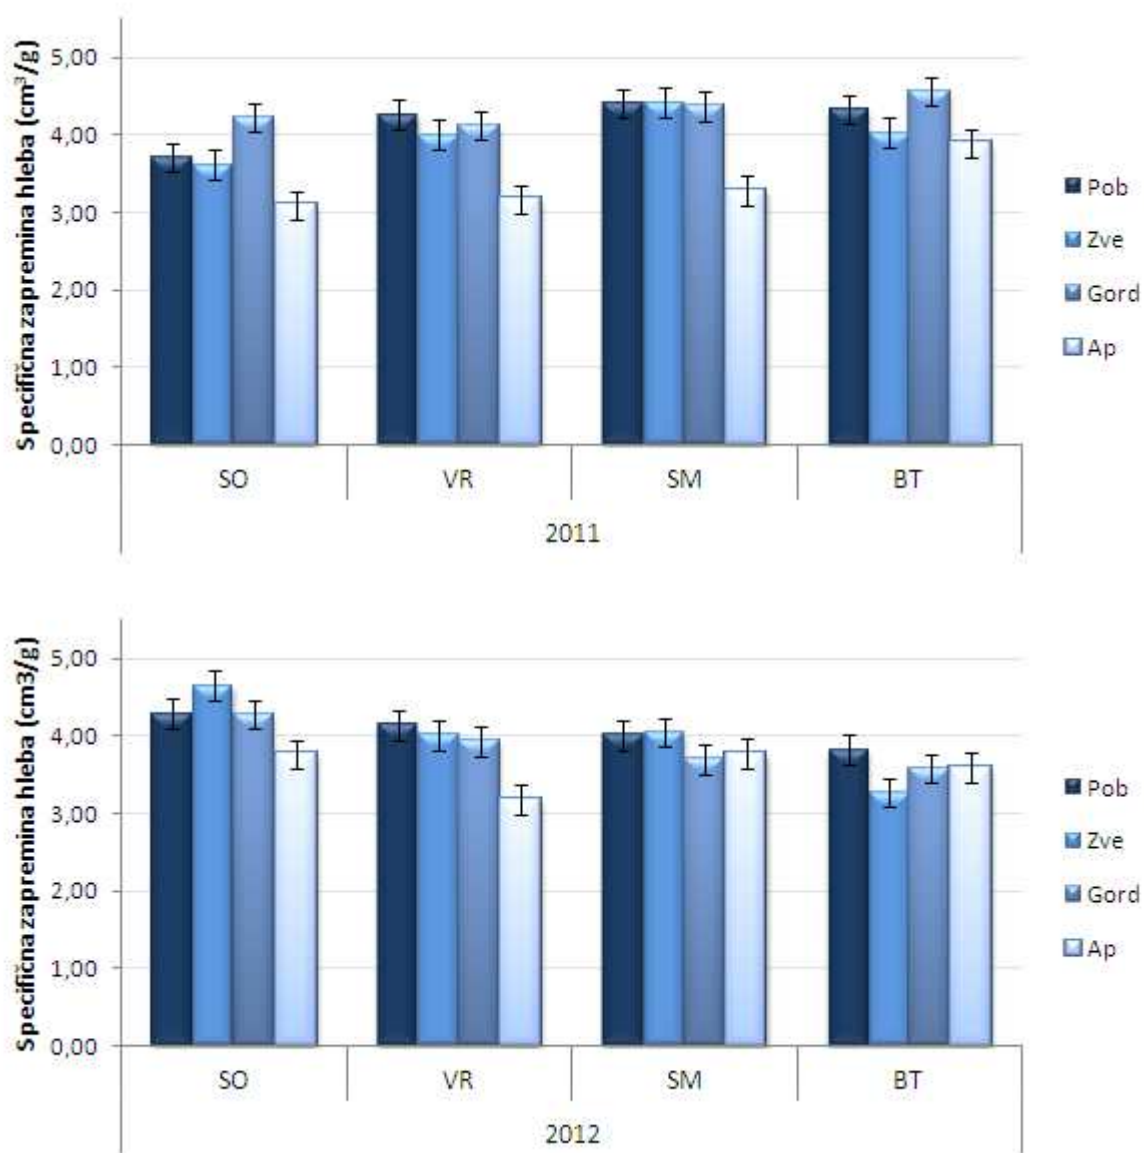 Specifična zapremina hleba (cm³/g)
5,00
4,00
3,00
2,00
1,00
0,00
SO VR SM BT
2011
Pob
Zve
Gord
Ap
Specifična zapremina hleba (cm3/g)
5,00
4,00
3,00
2,00
1,00
0,00
SO VR SM BT
2012
Pob
Zve
Gord
Ap